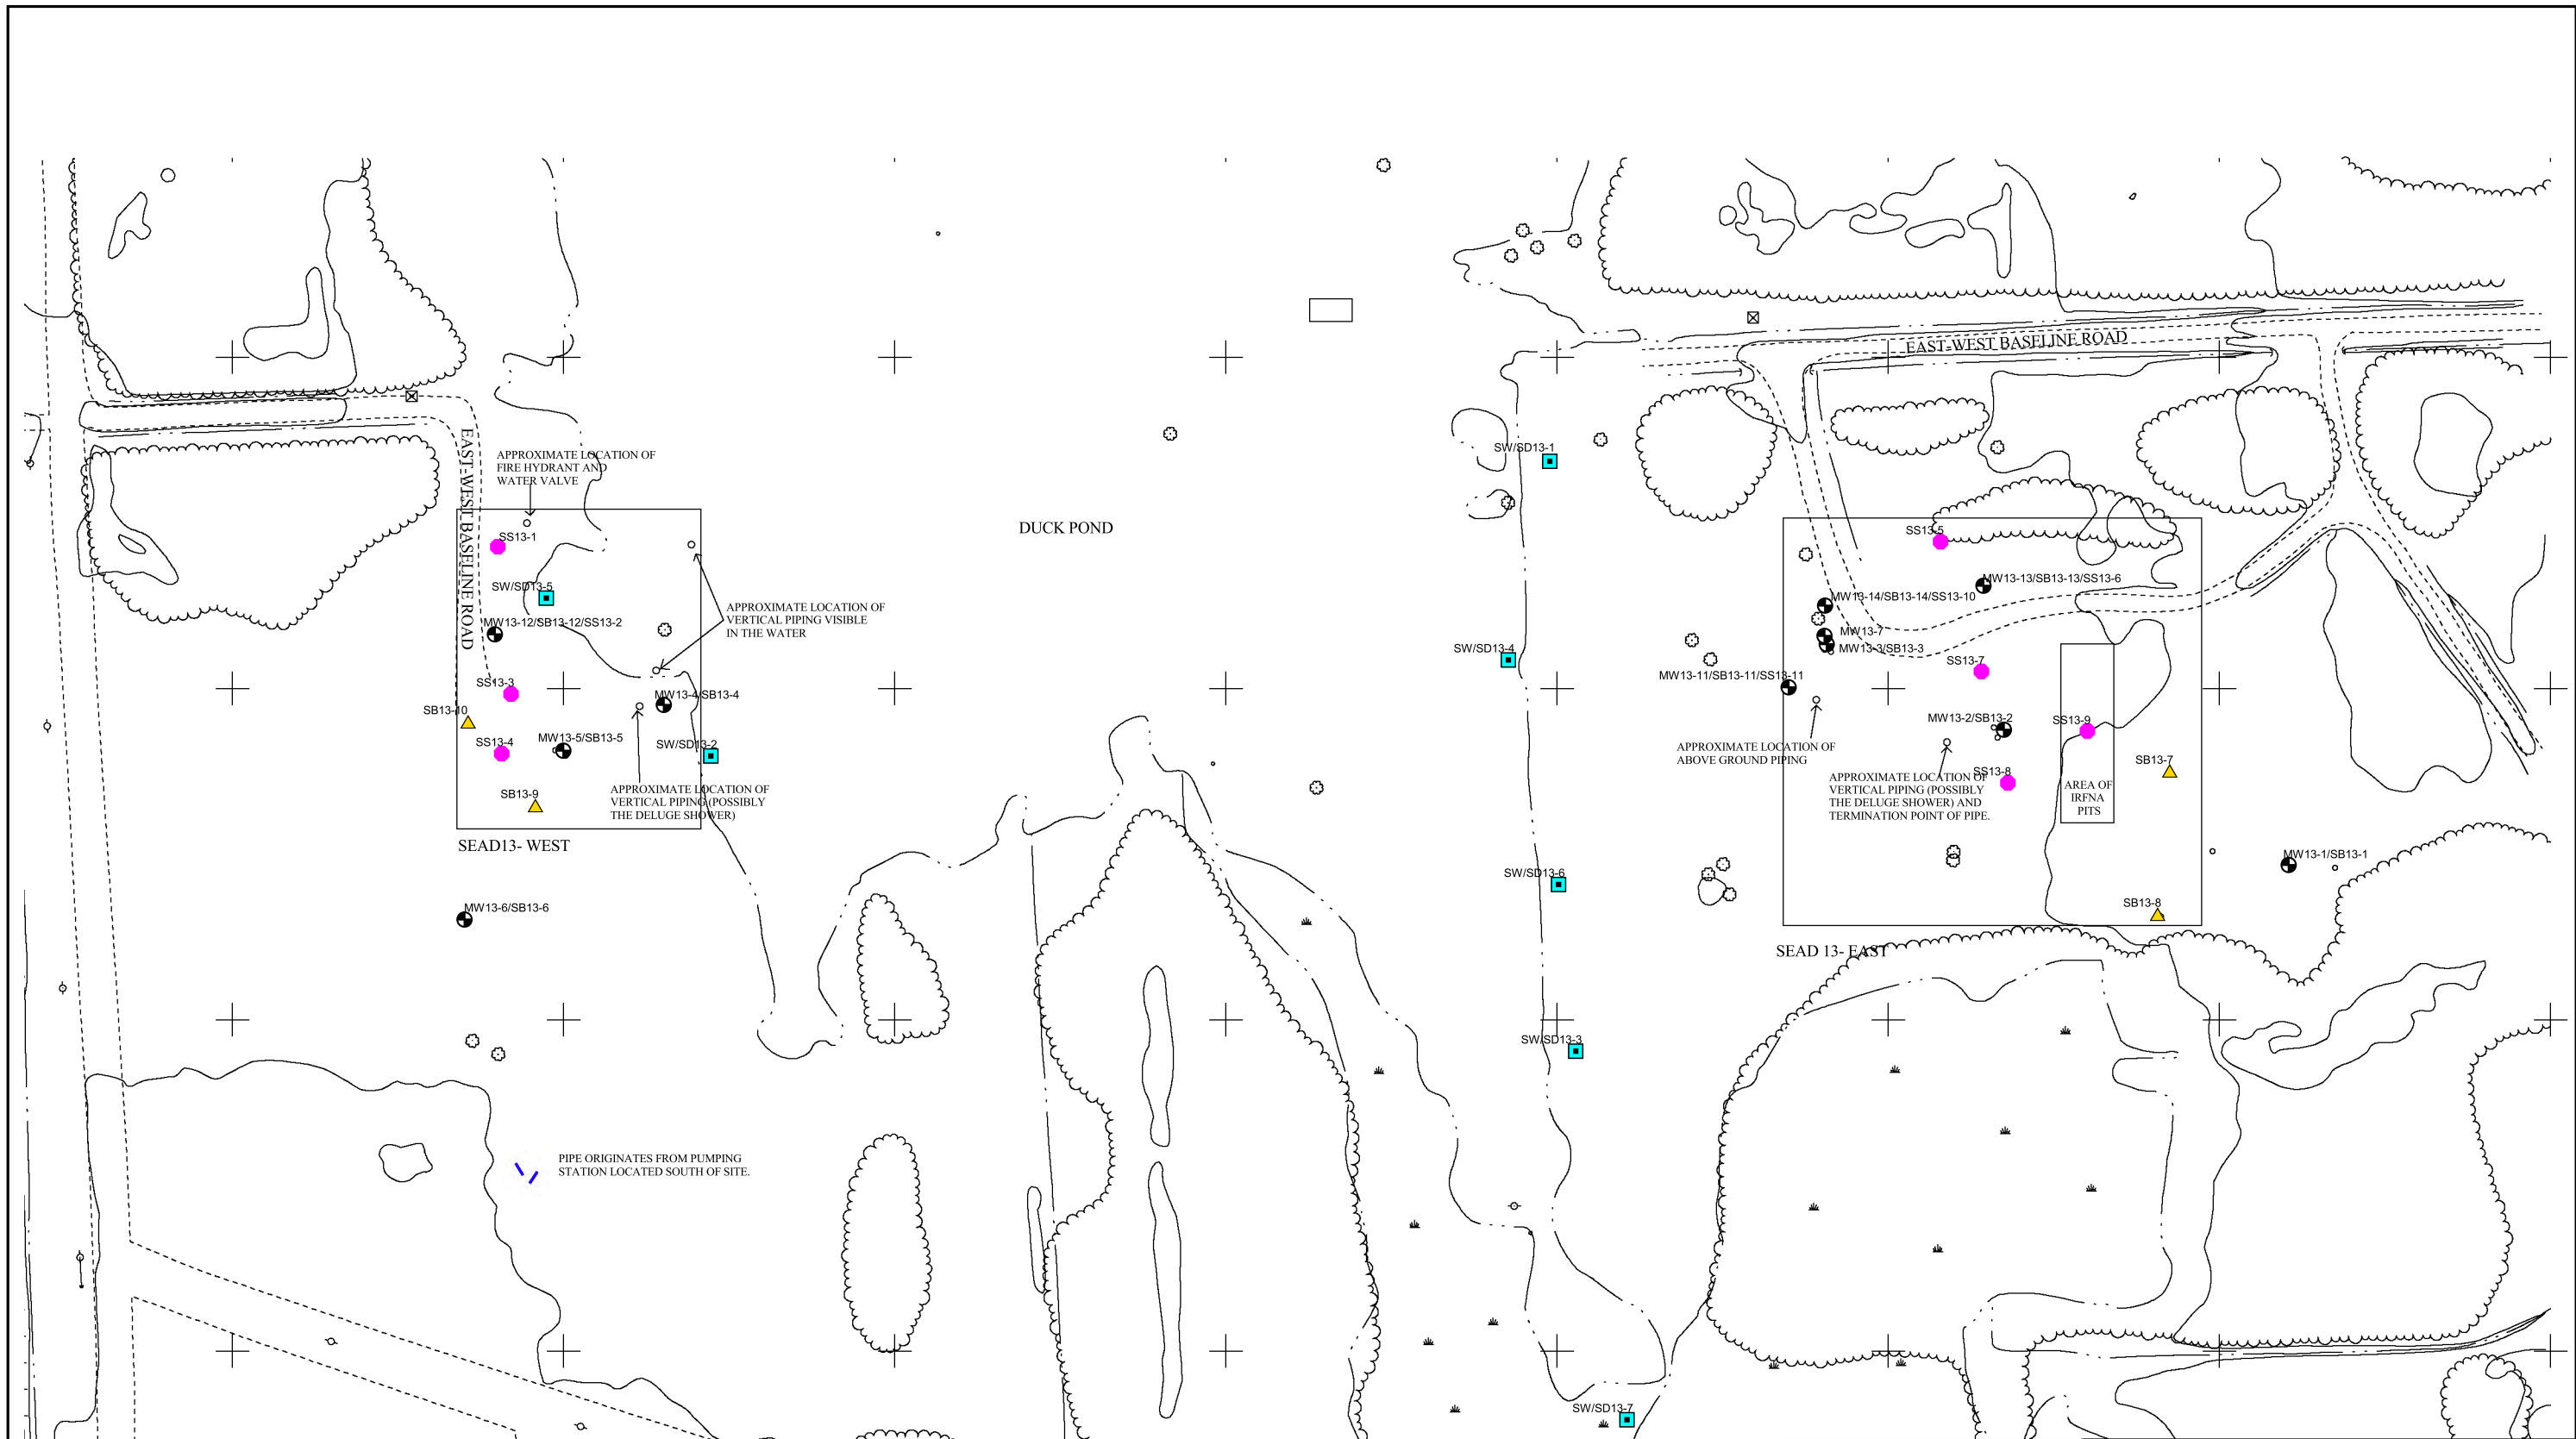 EAST-WEST BASELINE ROAD
EAST-WEST BASELINE ROAD
APPROXIMATE LOCATION OF
FIRE HYDRANT AND
WATER VALVE
SW/SD13-1
DUCK POND
SS13-1
SS13-5
SW/SD13-5
MW13-13/SB13-13/SS13-6
MW13-14/SB13-14/SS13-10
APPROXIMATE LOCATION OF
VERTICAL PIPING VISIBLE
IN THE WATER
MW13-12/SB13-12/SS13-2
MW13-7
MW13-3/SB13-3
SW/SD13-4
SS13-7
MW13-11/SB13-11/SS13-11
SS13-3
MW13-4/SB13-4
SB13-10
MW13-2/SB13-2
SS13-9
SS13-4
MW13-5/SB13-5
SW/SD13-2
APPROXIMATE LOCATION OF
ABOVE GROUND PIPING
SB13-7
SS13-8
APPROXIMATE LOCATION OF
VERTICAL PIPING (POSSIBLY
THE DELUGE SHOWER) AND
TERMINATION POINT OF PIPE.
AREA OF
IRFNA
PITS
SB13-9
APPROXIMATE LOCATION OF
VERTICAL PIPING (POSSIBLY
THE DELUGE SHOWER)
SEAD13- WEST
MW13-1/SB13-1
SW/SD13-6
SB13-8
MW13-6/SB13-6
SEAD 13- EAST
SW/SD13-3
PIPE ORIGINATES FROM PUMPING
STATION LOCATED SOUTH OF SITE.
SW/SD13-7